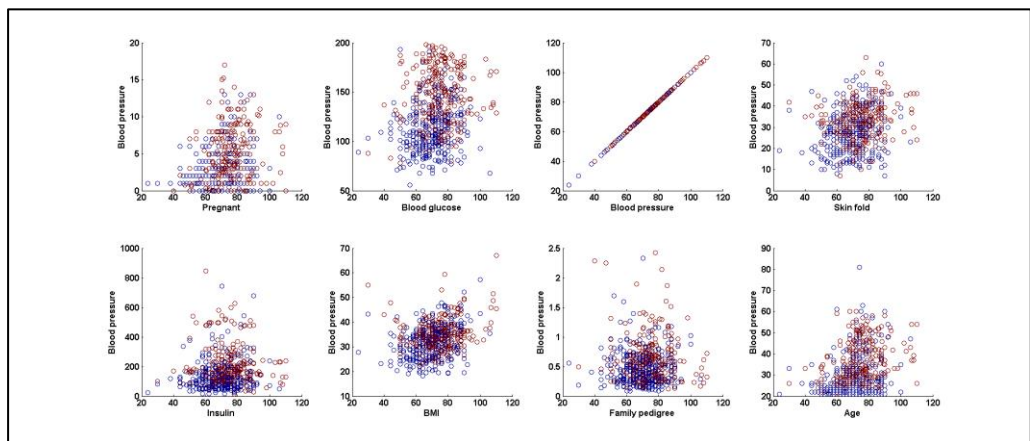 Blood pressure
20
15
10
5
0
20 40 60 80 100 120
Pregnant
Blood pressure
200
150
100
50
20 40 60 80 100 120
Blood glucose
Blood pressure
120
100
80
60
40
20
20 40 60 80 100 120
Blood pressure
Blood pressure
70
60
50
40
30
20
10
0
20 40 60 80 100 120
Skin fold
Blood pressure
1000
800
600
400
200
0
20 40 60 80 100 120
Insulin
Blood pressure
70
60
50
40
30
20
10
20 40 60 80 100 120
BMI
Blood pressure
2.5
2
1.5
1
0.5
0
20 40 60 80 100 120
Family pedigree
Blood pressure
90
80
70
60
50
40
30
20
20 40 60 80 100 120
Age